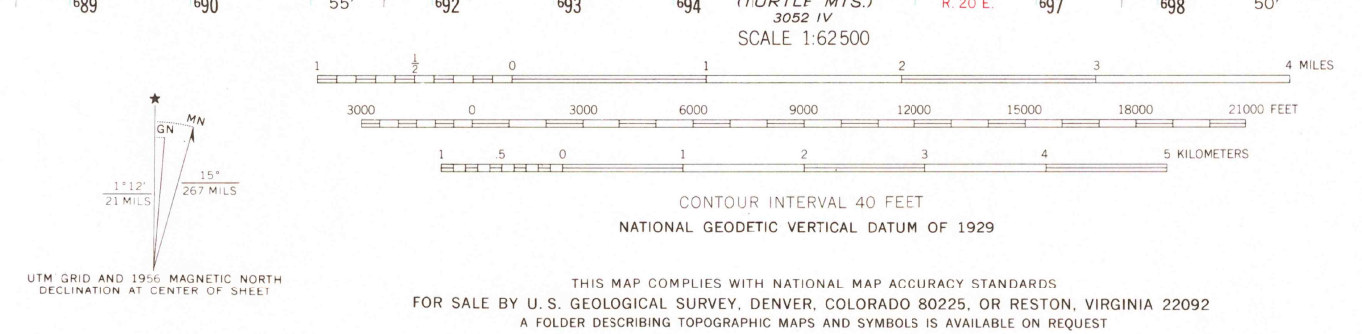 689 690 55' 692 693 694 (TURTLE MTS.) R. 20 E. 697 698 50'
3052 IV
SCALE 1:62500
1 ½ 0 1 2 3 4 MILES
3000 0 3000 6000 9000 12000 15000 18000 21000 FEET
1 .5 0 1 2 3 4 5 KILOMETERS
★
GN MN
1°12'
21 MILS
15°
267 MILS
UTM GRID AND 1956 MAGNETIC NORTH
DECLINATION AT CENTER OF SHEET
CONTOUR INTERVAL 40 FEET
NATIONAL GEODETIC VERTICAL DATUM OF 1929
THIS MAP COMPLIES WITH NATIONAL MAP ACCURACY STANDARDS
FOR SALE BY U. S. GEOLOGICAL SURVEY, DENVER, COLORADO 80225, OR RESTON, VIRGINIA 22092
A FOLDER DESCRIBING TOPOGRAPHIC MAPS AND SYMBOLS IS AVAILABLE ON REQUEST